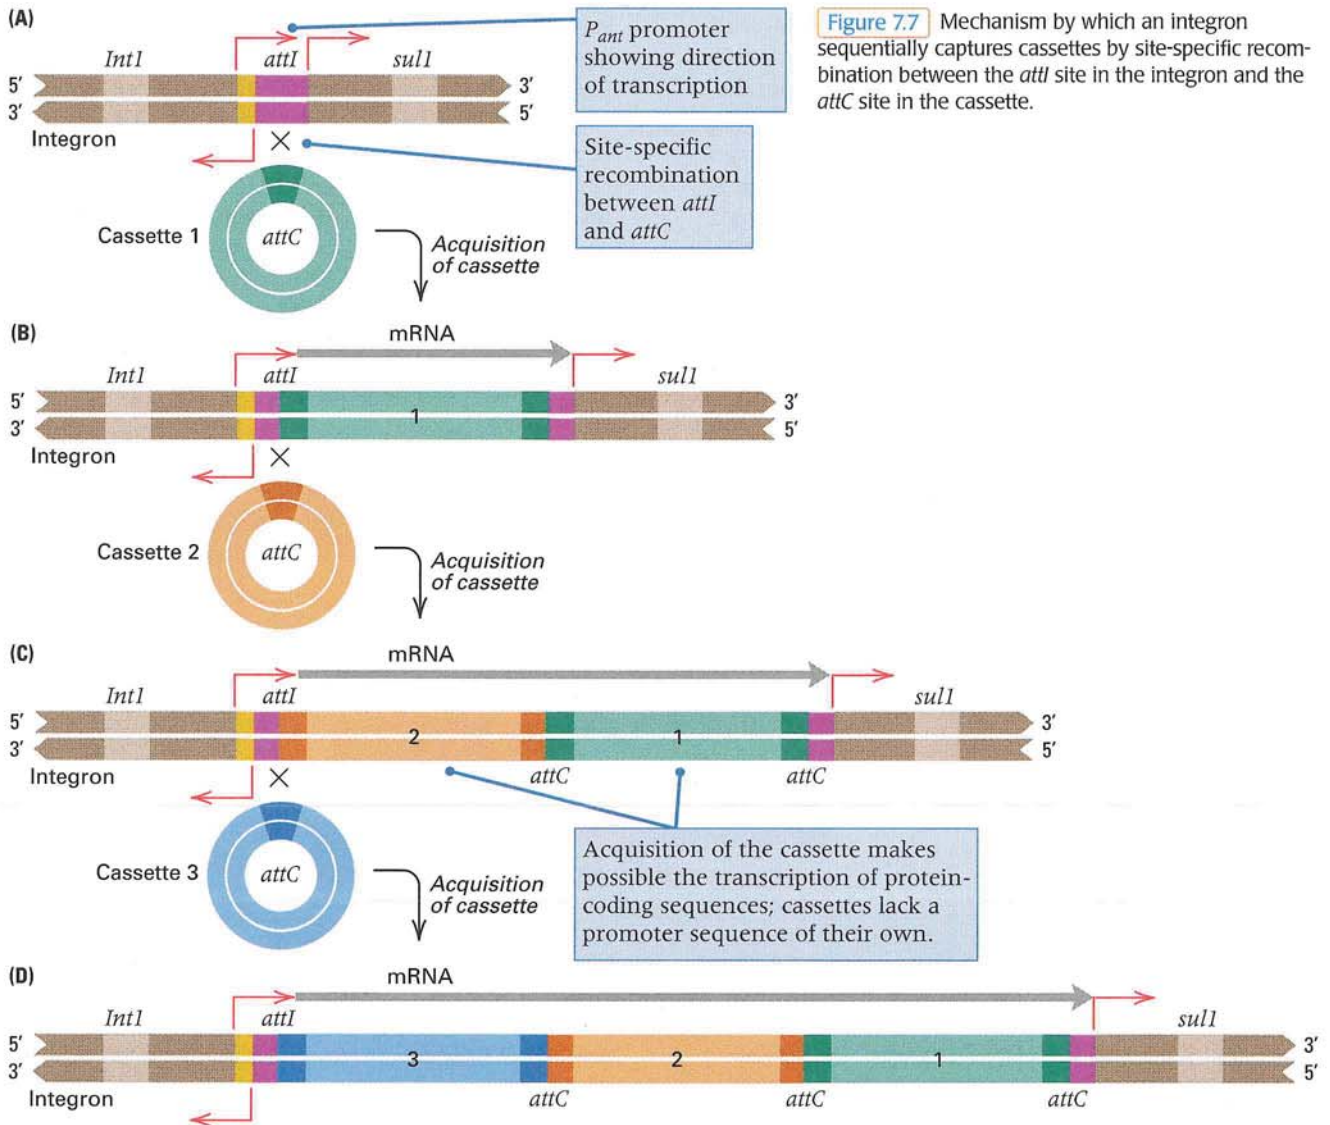 (A)
Int1
attI
sul1
5′
3′
3′
5′
Integron
Cassette 1
attC
Acquisition
of cassette
Pant promoter
showing direction
of transcription
Site-specific
recombination
between attI
and attC
Figure 7.7 Mechanism by which an integron
sequentially captures cassettes by site-specific recom-
bination between the attI site in the integron and the
attC site in the cassette.
(B)
mRNA
Int1
attI
sul1
5′
1
3′
3′
5′
Integron
Cassette 2
attC
Acquisition
of cassette
(C)
mRNA
Int1
attI
sul1
5′
2
1
3′
3′
5′
Integron
attC
attC
Cassette 3
attC
Acquisition
of cassette
Acquisition of the cassette makes
possible the transcription of protein-
coding sequences; cassettes lack a
promoter sequence of their own.
(D)
mRNA
Int1
attI
sul1
5′
3
2
1
3′
3′
5′
Integron
attC
attC
attC